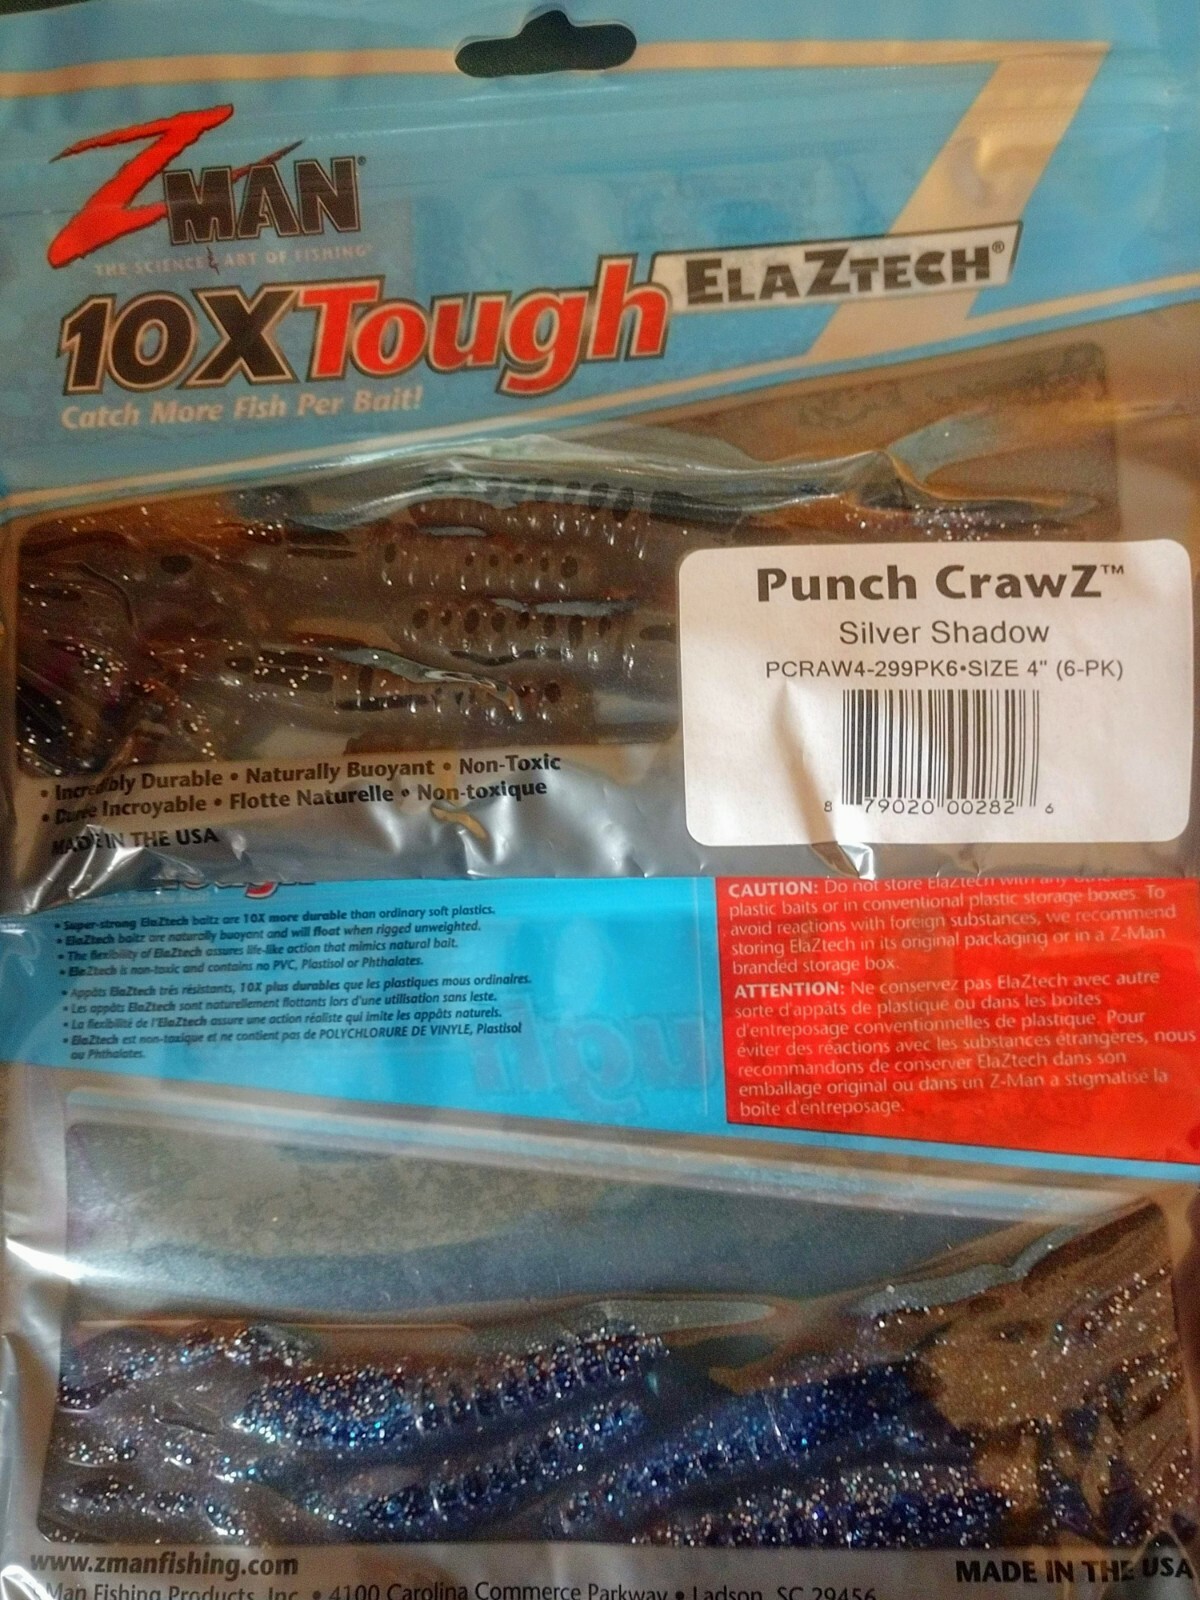 ZMAN®
THE SCIENCE & ART OF FISHING®
10X Tough ELAZTECH®
Catch More Fish Per Bait!
Punch CrawZ™
Silver Shadow
PCRAW4-299PK6•SIZE 4" (6-PK)
8 79020 00282 6
• Incredibly Durable • Naturally Buoyant • Non-Toxic
• Durée Incroyable • Flotte Naturelle • Non-toxique
MADE IN THE USA
• Super-strong ElaZtech baitz are 10X more durable than ordinary soft plastics.
• ElaZtech baitz are naturally buoyant and will float when rigged unweighted.
• The flexibility of ElaZtech assures life-like action that mimics natural bait.
• ElaZtech is non-toxic and contains no PVC, Plastisol or Phthalates.
• Appâts ElaZtech très résistants, 10X plus durables que les plastiques mous ordinaires.
• Les appâts ElaZtech sont naturellement flottants lors d'une utilisation sans leste.
• La flexibilité de l'ElaZtech assure une action réaliste qui imite les appâts naturels.
• ElaZtech est non-toxique et ne contient pas de POLYCHLORURE DE VINYLE, Plastisol
ou Phthalates.
CAUTION: Do not store ElaZtech with any
plastic baits or in conventional plastic storage boxes. To
avoid reactions with foreign substances, we recommend
storing ElaZtech in its original packaging or in a Z-Man
branded storage box.
ATTENTION: Ne conservez pas ElaZtech avec autre
sorte d'appâts de plastique ou dans les boites
d'entreposage conventionnelles de plastique. Pour
éviter des réactions avec les substances étrangères, nous
recommandons de conserver ElaZtech dans son
emballage original ou dans un Z-Man a stigmatisé la
boîte d'entreposage.
www.zmanfishing.com
MADE IN THE USA
Man Fishing Products, Inc. • 4100 Carolina Commerce Parkway • Ladson, SC 29456